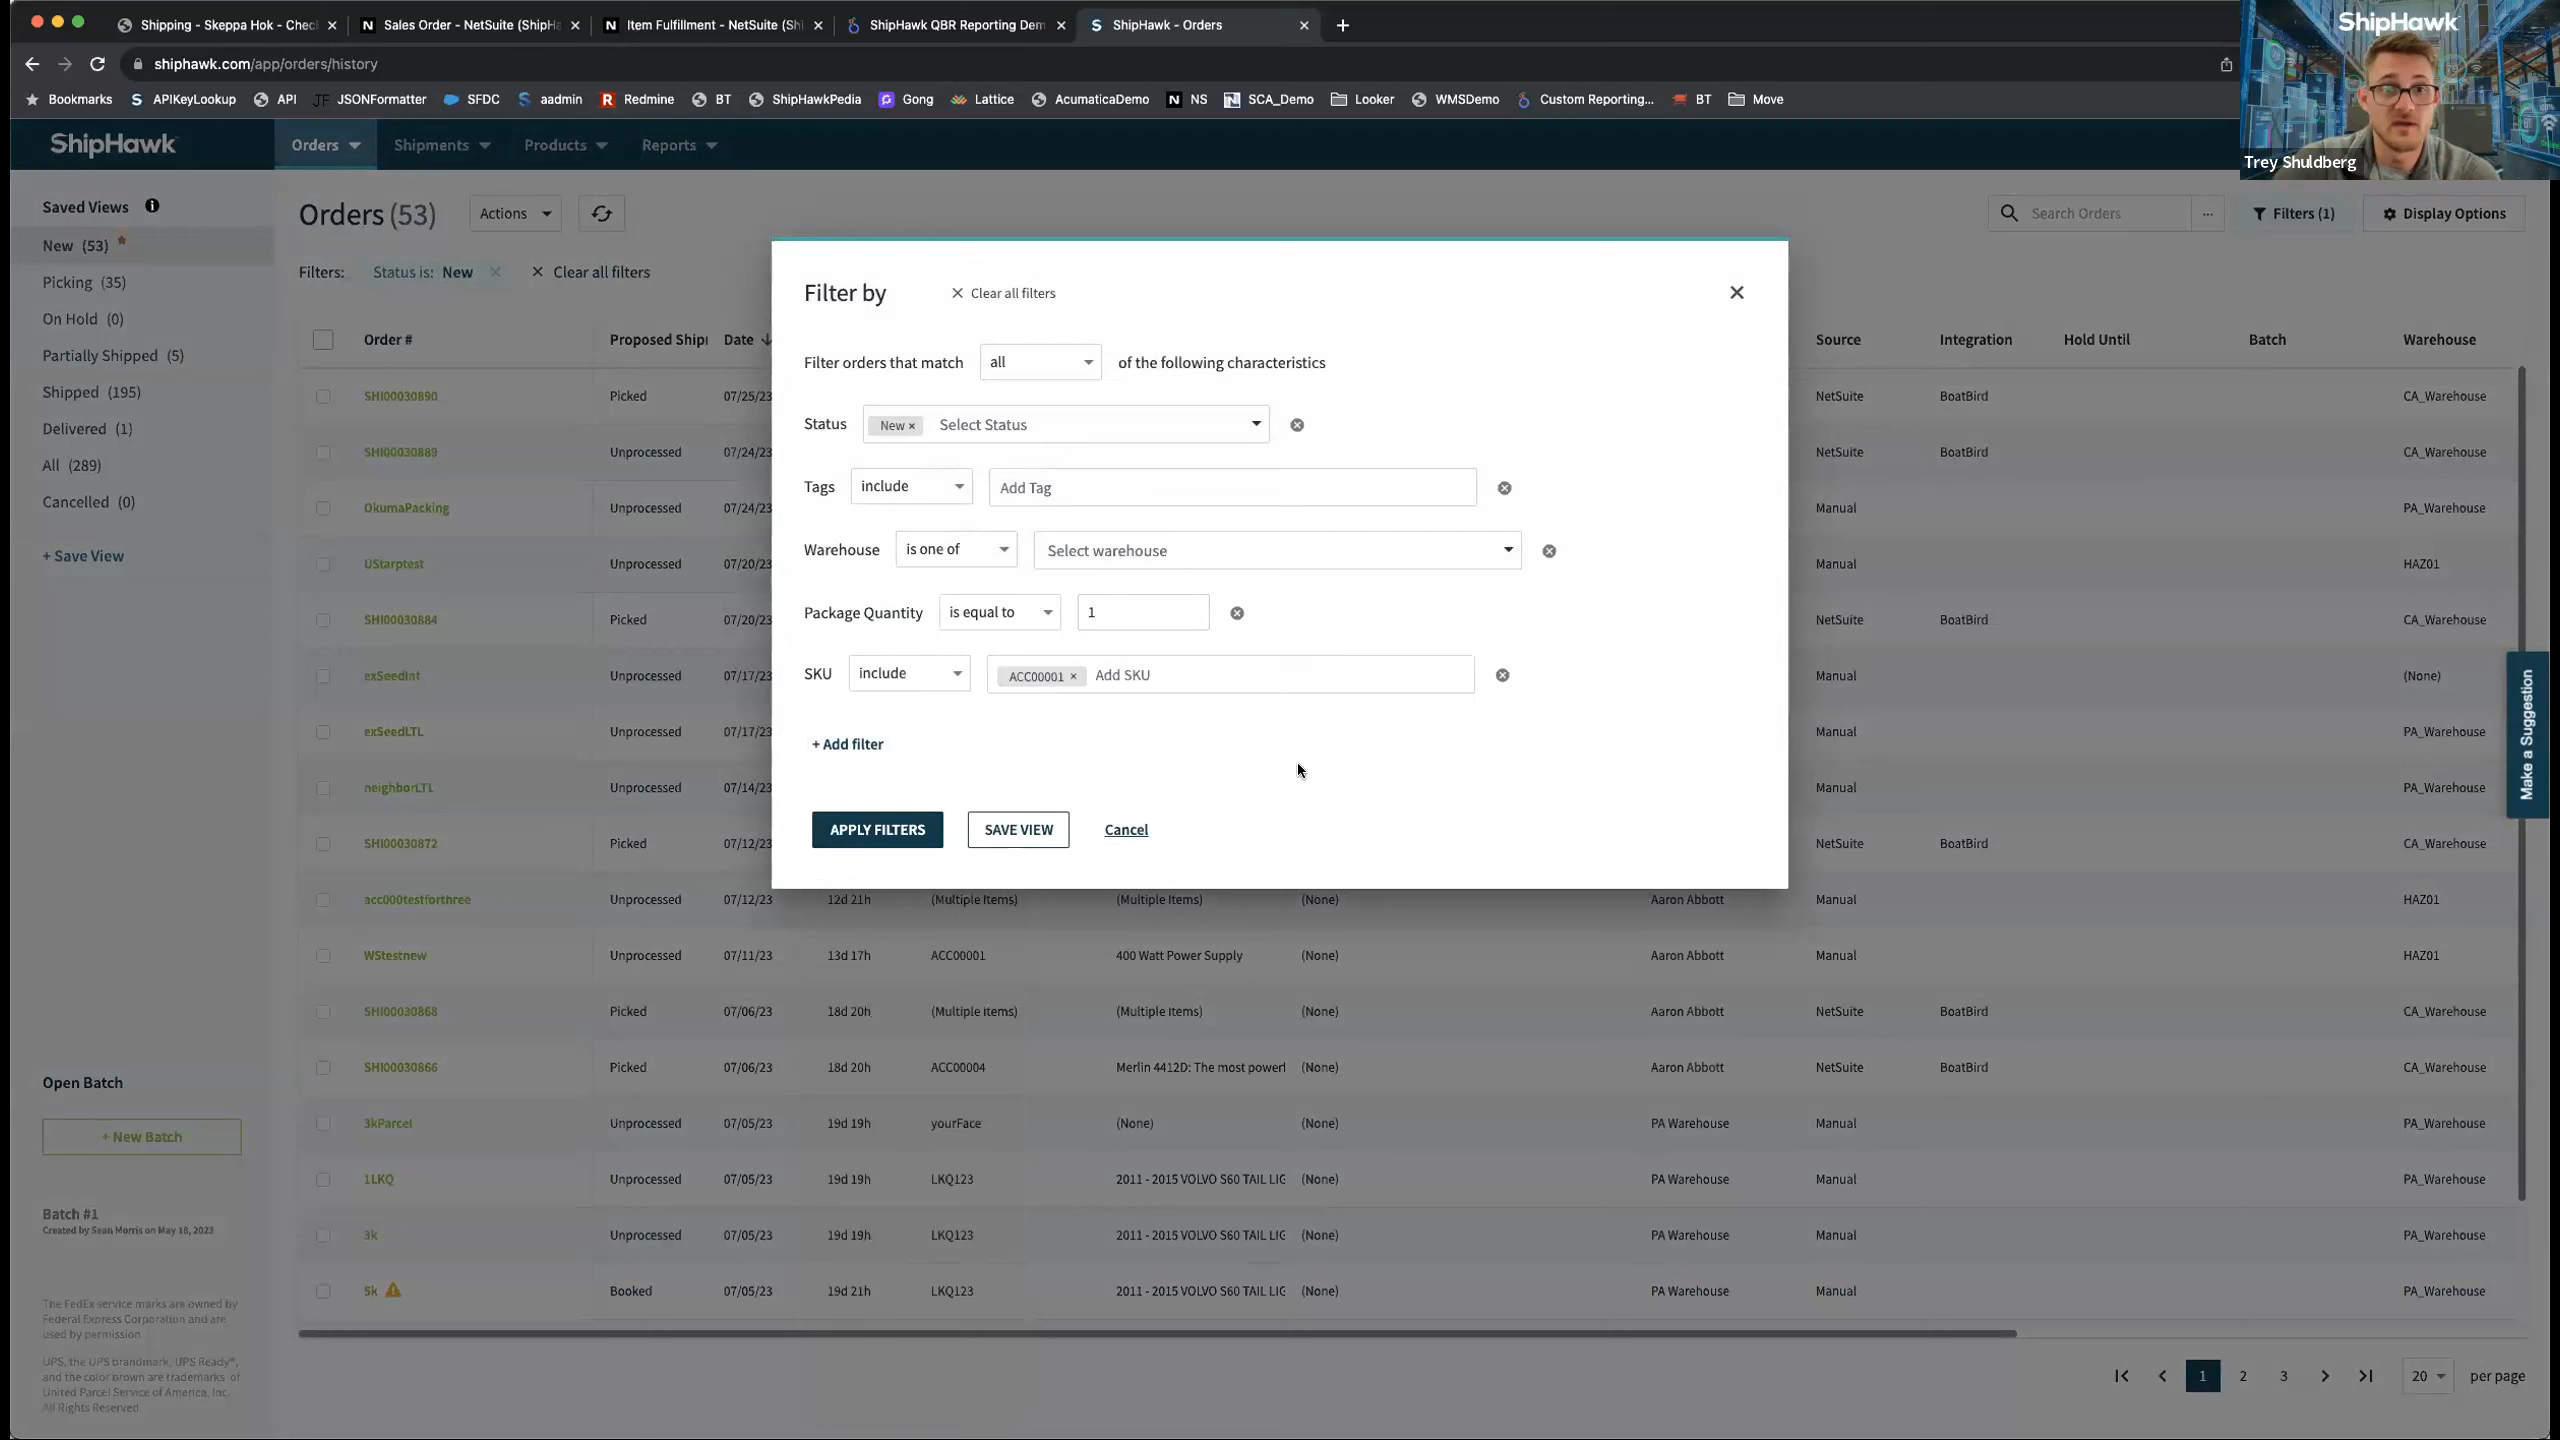 Shipping - Skeppa Hok - Chec
Sales Order - NetSuite (ShipHa
Item Fulfillment - NetSuite (Shi
ShipHawk QBR Reporting Dem
ShipHawk - Orders
ShipHawk
shiphawk.com/app/orders/history
Bookmarks APIKeyLookup API JSONFormatter SFDC aadmin Redmine BT ShipHawkPedia Gong Lattice AcumaticaDemo NS SCA_Demo Looker WMSDemo Custom Reporting... BT Move
ShipHawk Orders Shipments Products Reports
Trey Shuldberg
Saved Views
New (53)
Picking (35)
On Hold (0)
Partially Shipped (5)
Shipped (195)
Delivered (1)
All (289)
Cancelled (0)
+ Save View
Open Batch
+ New Batch
Batch #1
Created by Sean Morris on May 18, 2023
The FedEx service marks are owned by
Federal Express Corporation and are
used by permission
UPS, the UPS brandmark, UPS Ready®,
and the color brown are trademarks of
United Parcel Service of America, Inc.
All Rights Reserved
Orders (53) Actions Search Orders ... Filters (1) Display Options
Filters: Status is: New Clear all filters
Order # Proposed Shipi Date Source Integration Hold Until Batch Warehouse
SHI00030890 Picked 07/25/23 NetSuite BoatBird CA_Warehouse
SHI00030889 Unprocessed 07/24/23 NetSuite BoatBird CA_Warehouse
OkumaPacking Unprocessed 07/24/23 Manual PA_Warehouse
UStarptest Unprocessed 07/20/23 Manual HAZ01
SHI00030884 Picked 07/20/23 NetSuite BoatBird CA_Warehouse
exSeedInt Unprocessed 07/17/23 Manual (None)
exSeedLTL Unprocessed 07/17/23 Manual PA_Warehouse
neighborLTL Unprocessed 07/14/23 Manual PA_Warehouse
SHI00030872 Picked 07/12/23 NetSuite BoatBird CA_Warehouse
acc000testforthree Unprocessed 07/12/23 12d 21h (Multiple Items) (Multiple Items) (None) Aaron Abbott Manual HAZ01
WStestnew Unprocessed 07/11/23 13d 17h ACC00001 400 Watt Power Supply (None) Aaron Abbott Manual HAZ01
SHI00030868 Picked 07/06/23 18d 20h (Multiple Items) (Multiple Items) (None) Aaron Abbott NetSuite BoatBird CA_Warehouse
SHI00030866 Picked 07/06/23 18d 20h ACC00004 Merlin 4412D: The most powerl (None) Aaron Abbott NetSuite BoatBird CA_Warehouse
3kParcel Unprocessed 07/05/23 19d 19h yourFace (None) (None) PA Warehouse Manual PA_Warehouse
1LKQ Unprocessed 07/05/23 19d 19h LKQ123 2011 - 2015 VOLVO S60 TAIL LIG (None) PA Warehouse Manual PA_Warehouse
3k Unprocessed 07/05/23 19d 19h LKQ123 2011 - 2015 VOLVO S60 TAIL LIG (None) PA Warehouse Manual PA_Warehouse
5k Booked 07/05/23 19d 21h LKQ123 2011 - 2015 VOLVO S60 TAIL LIG (None) PA Warehouse Manual PA_Warehouse
1 2 3 20 per page
Filter by Clear all filters
Filter orders that match all of the following characteristics
Status New × Select Status
Tags include Add Tag
Warehouse is one of Select warehouse
Package Quantity is equal to 1
SKU include ACC00001 × Add SKU
+ Add filter
APPLY FILTERS SAVE VIEW Cancel
Make a Suggestion